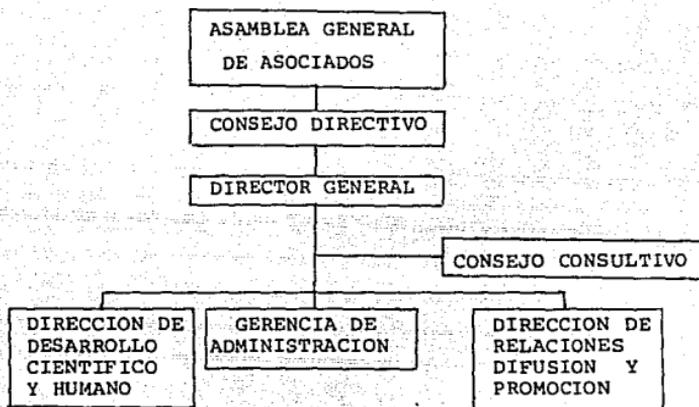 ASAMBLEA GENERAL
DE ASOCIADOS
CONSEJO DIRECTIVO
DIRECTOR GENERAL
CONSEJO CONSULTIVO
DIRECCION DE
DESARROLLO
CIENTIFICO
Y HUMANO
GERENCIA DE
ADMINISTRACION
DIRECCION DE
RELACIONES
DIFUSION Y
PROMOCION